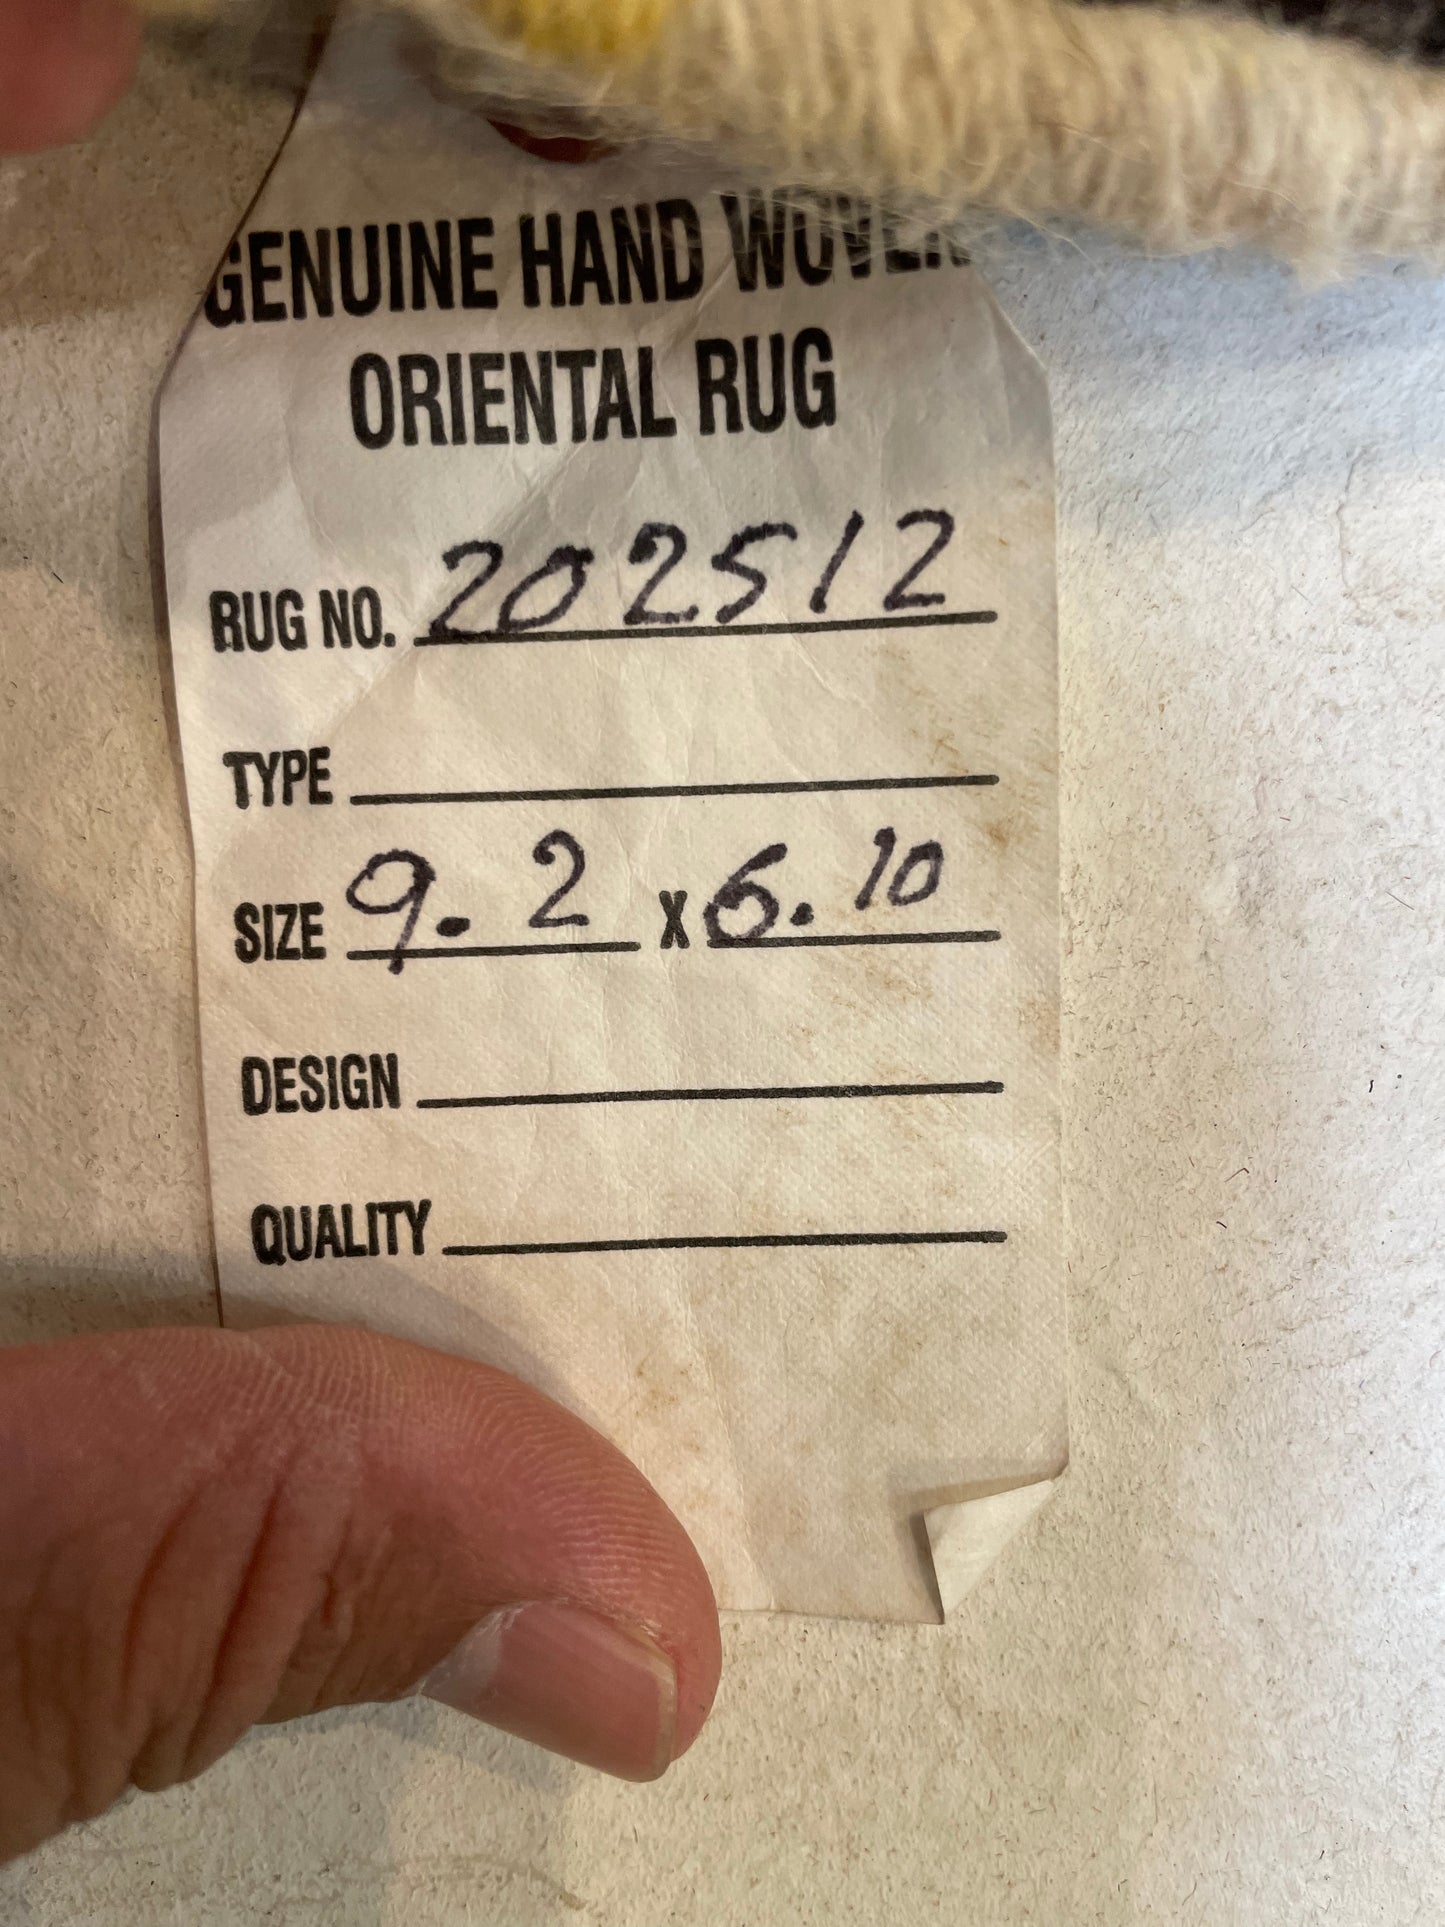 GENUINE HAND WOVEN
ORIENTAL RUG
RUG NO. 202512
TYPE
SIZE 9. 2 X 6. 10
DESIGN
QUALITY